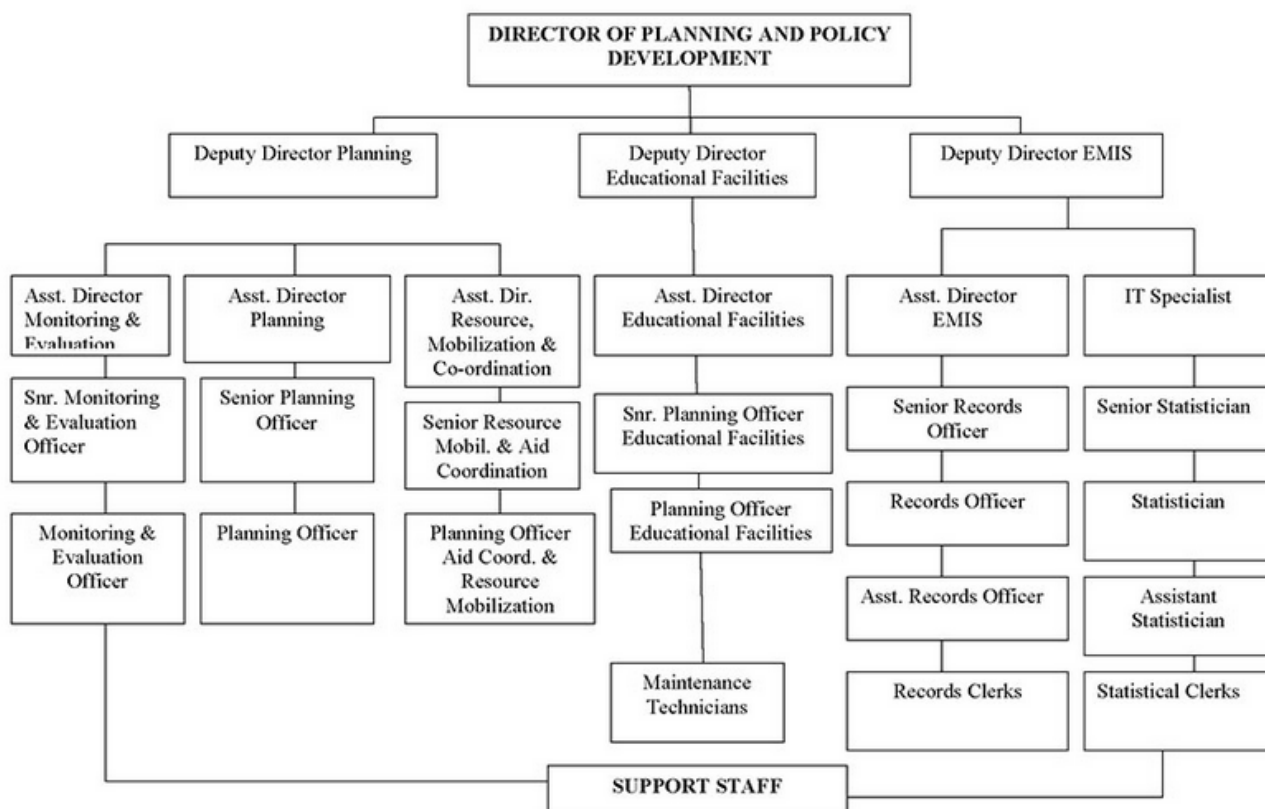 DIRECTOR OF PLANNING AND POLICY
DEVELOPMENT
Deputy Director Planning
Deputy Director
Educational Facilities
Deputy Director EMIS
Asst. Director
Monitoring &
Evaluation
Asst. Director
Planning
Asst. Dir.
Resource,
Mobilization &
Co-ordination
Asst. Director
Educational Facilities
Asst. Director
EMIS
IT Specialist
Snr. Monitoring
& Evaluation
Officer
Senior Planning
Officer
Senior Resource
Mobil. & Aid
Coordination
Snr. Planning Officer
Educational Facilities
Senior Records
Officer
Senior Statistician
Monitoring &
Evaluation
Officer
Planning Officer
Planning Officer
Aid Coord. &
Resource
Mobilization
Planning Officer
Educational Facilities
Records Officer
Statistician
Asst. Records Officer
Assistant
Statistician
Maintenance
Technicians
Records Clerks
Statistical Clerks
SUPPORT STAFF